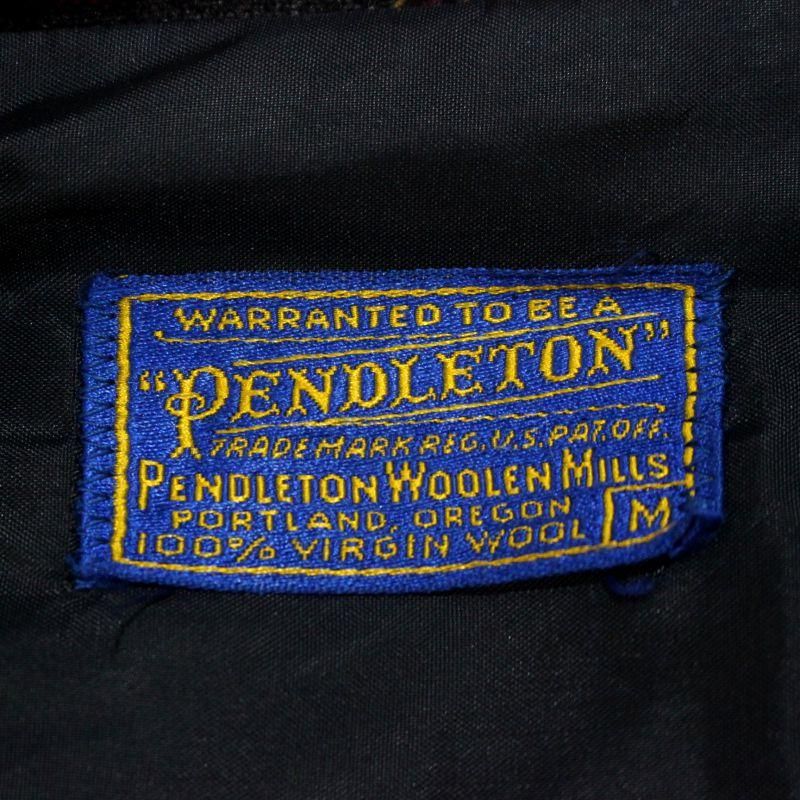 WARRANTED TO BE A
"PENDLETON"
TRADE MARK REG. U.S. PAT. OFF.
PENDLETON WOOLEN MILLS
PORTLAND, OREGON
100% VIRGIN WOOL M